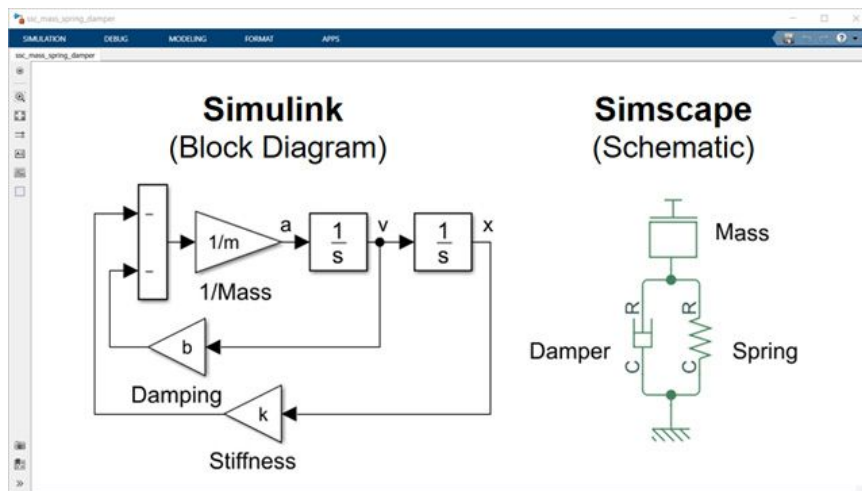 ssc_mass_spring_damper
SIMULATION DEBUG MODELING FORMAT APPS
ssc_mass_spring_damper
Simulink
(Block Diagram)
Simscape
(Schematic)
−
−
1/m
a
1
s
v
1
s
x
1/Mass
b
Damping
k
Stiffness
Mass
R
R
Damper
Spring
C
C